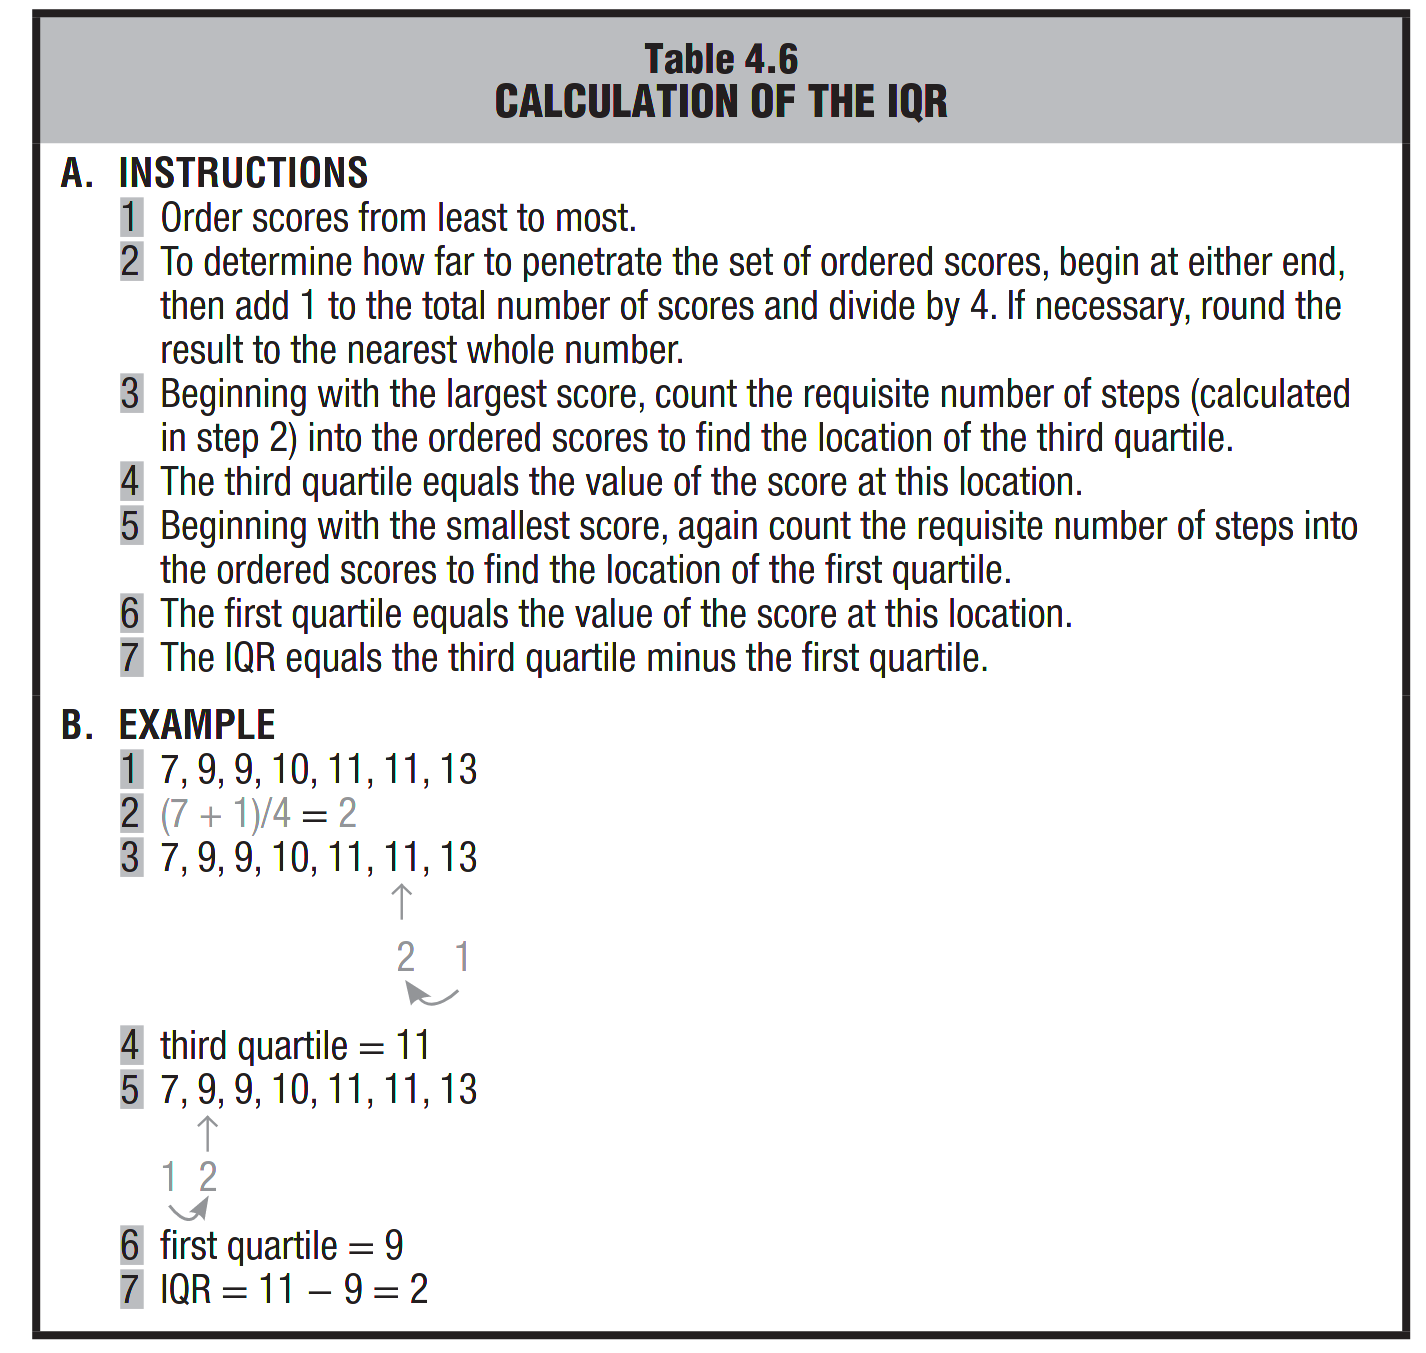 Table 4.6
CALCULATION OF THE IQR
A. INSTRUCTIONS
1 Order scores from least to most.
2 To determine how far to penetrate the set of ordered scores, begin at either end,
then add 1 to the total number of scores and divide by 4. If necessary, round the
result to the nearest whole number.
3 Beginning with the largest score, count the requisite number of steps (calculated
in step 2) into the ordered scores to find the location of the third quartile.
4 The third quartile equals the value of the score at this location.
5 Beginning with the smallest score, again count the requisite number of steps into
the ordered scores to find the location of the first quartile.
6 The first quartile equals the value of the score at this location.
7 The IQR equals the third quartile minus the first quartile.
B. EXAMPLE
1 7, 9, 9, 10, 11, 11, 13
2 (7 + 1)/4 = 2
3 7, 9, 9, 10, 11, 11, 13
2 1
4 third quartile = 11
5 7, 9, 9, 10, 11, 11, 13
1 2
6 first quartile = 9
7 IQR = 11 – 9 = 2